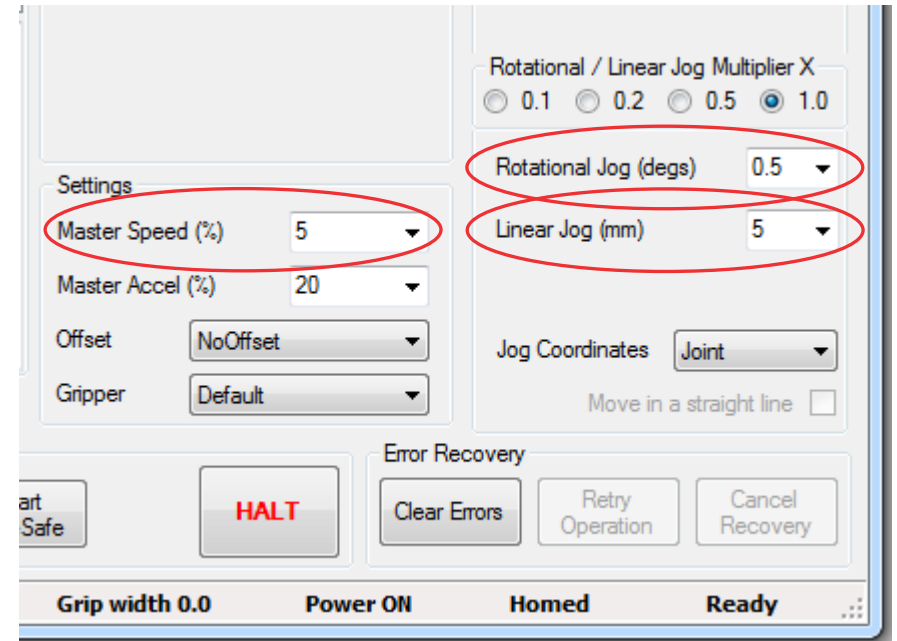 Rotational / Linear Jog Multiplier X
0.1 0.2 0.5 1.0
Rotational Jog (degs) 0.5
Linear Jog (mm) 5
Jog Coordinates Joint
Move in a straight line
Settings
Master Speed (%) 5
Master Accel (%) 20
Offset NoOffset
Gripper Default
Safe
HALT
Error Recovery
Clear Errors
Retry
Operation
Cancel
Recovery
Grip width 0.0 Power ON Homed Ready